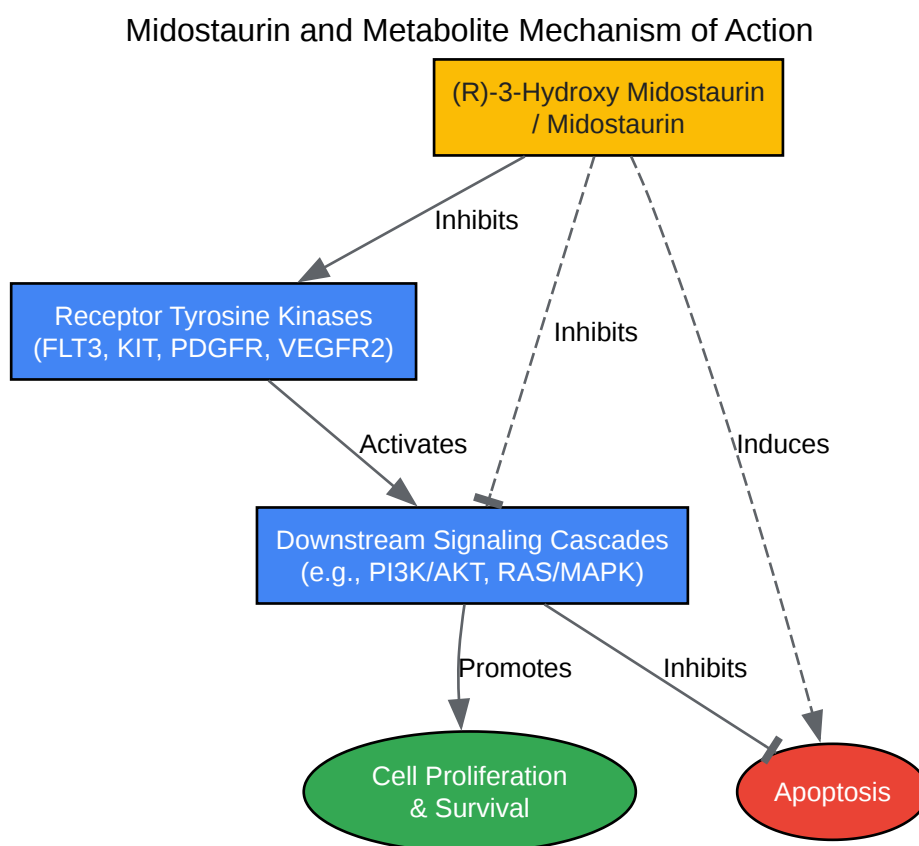 Midostaurin and Metabolite Mechanism of Action
(R)-3-Hydroxy Midostaurin
/ Midostaurin
Inhibits
Receptor Tyrosine Kinases
(FLT3, KIT, PDGFR, VEGFR2)
Inhibits
Activates
Induces
Downstream Signaling Cascades
(e.g., PI3K/AKT, RAS/MAPK)
Promotes
Inhibits
Cell Proliferation
& Survival
Apoptosis